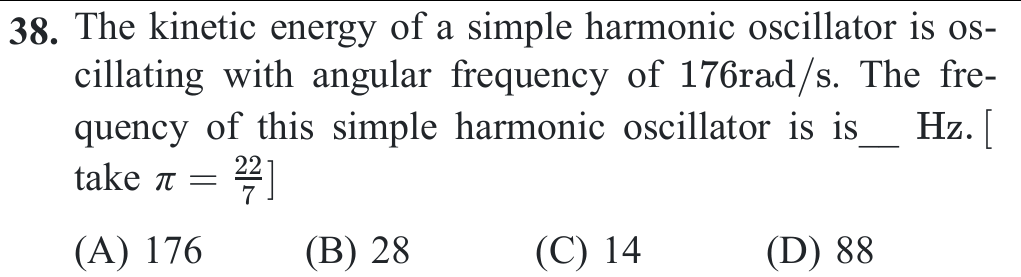 38. The kinetic energy of a simple harmonic oscillator is os-
cillating with angular frequency of 176rad/s. The fre-
quency of this simple harmonic oscillator is is__ Hz. [
take π = 22/7]
(A) 176 (B) 28 (C) 14 (D) 88